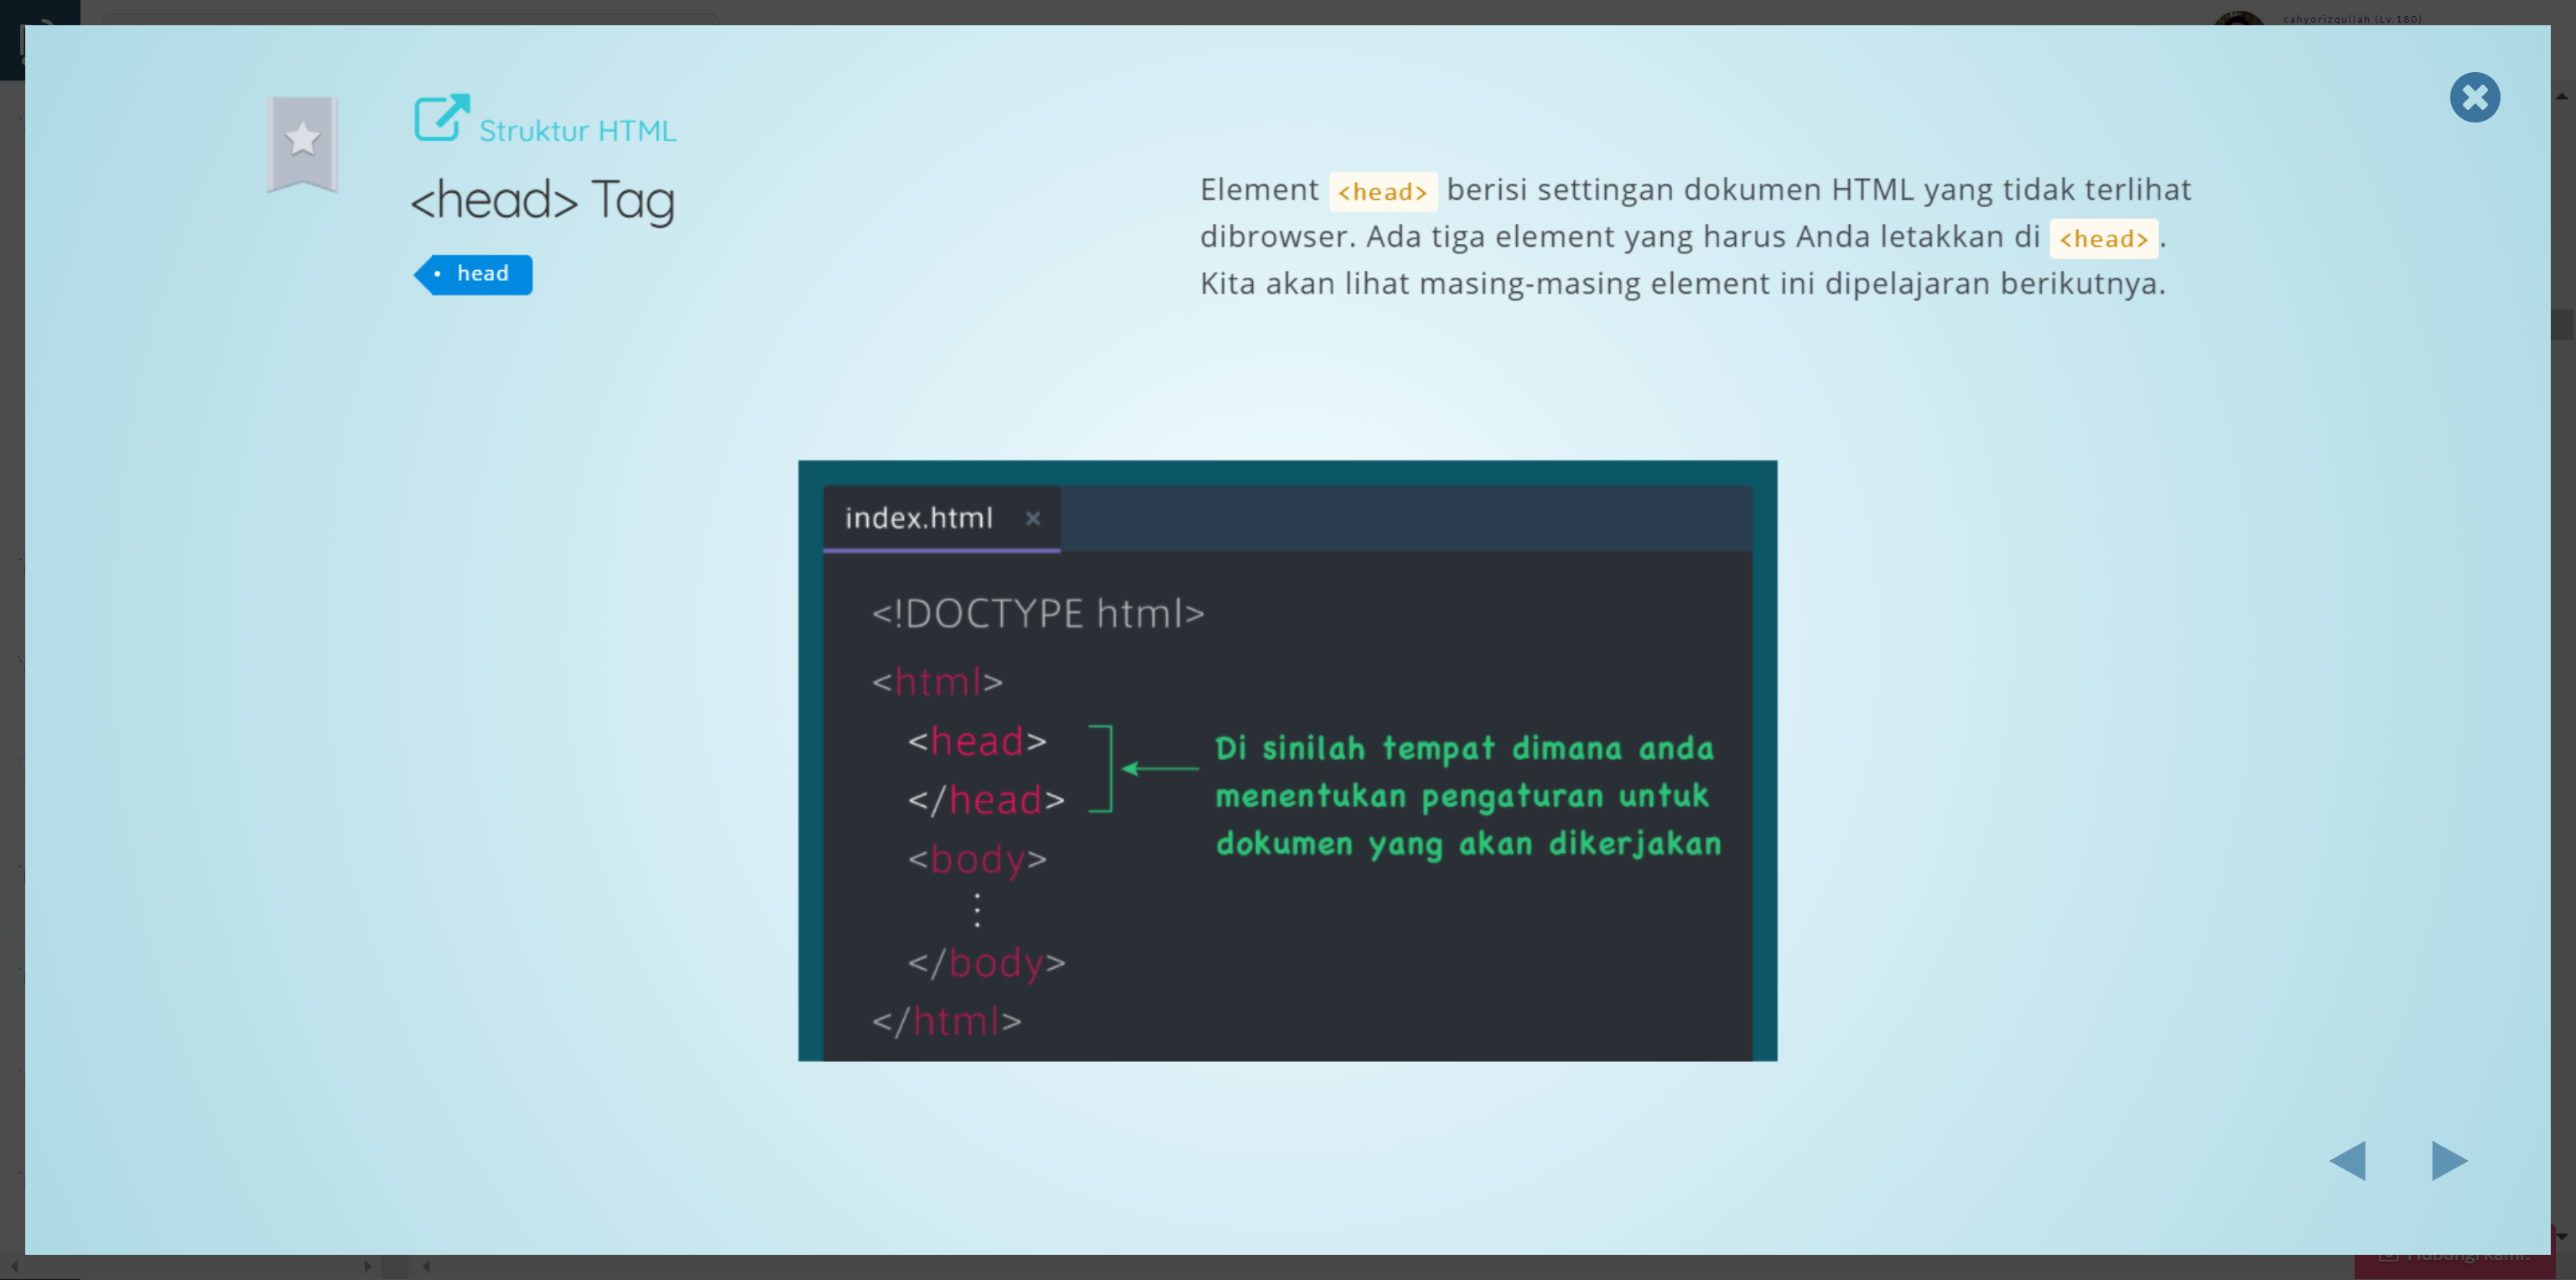 cahyorizqullah (Lv.180)
Struktur HTML
<head> Tag
head
Element <head> berisi settingan dokumen HTML yang tidak terlihat
dibrowser. Ada tiga element yang harus Anda letakkan di <head>.
Kita akan lihat masing-masing element ini dipelajaran berikutnya.
index.html ×
<!DOCTYPE html>
<html>
<head>
</head>
Di sinilah tempat dimana anda
menentukan pengaturan untuk
dokumen yang akan dikerjakan
<body>
⋮
</body>
</html>